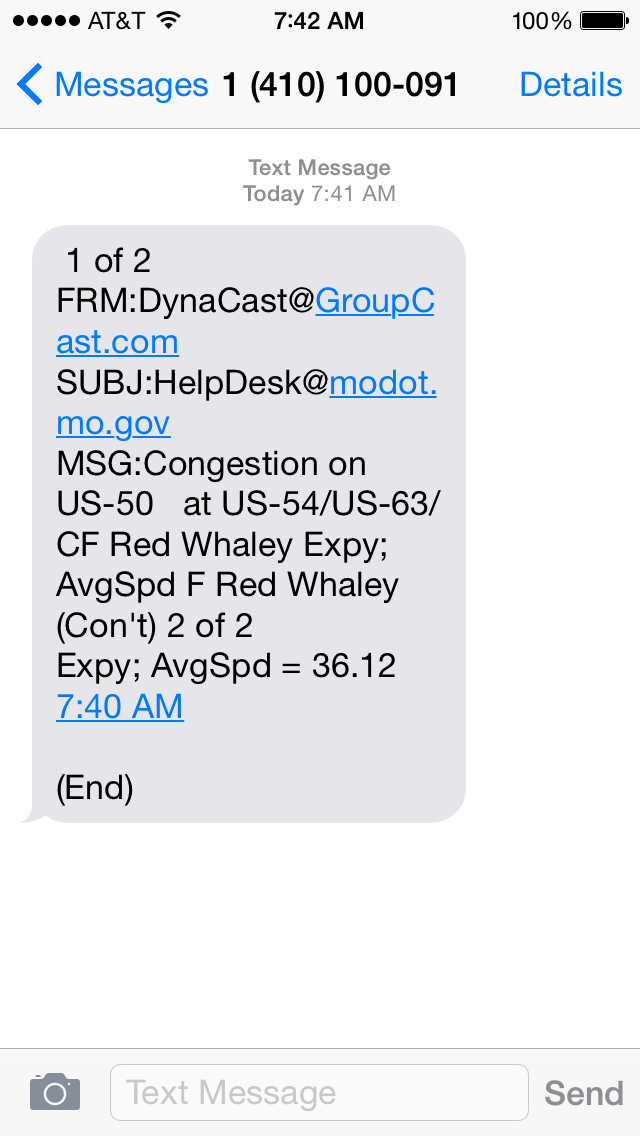 AT&T 7:42 AM 100%
Messages 1 (410) 100-091 Details
Text Message
Today 7:41 AM
1 of 2
FRM:DynaCast@GroupC
ast.com
SUBJ:HelpDesk@modot.
mo.gov
MSG:Congestion on
US-50   at US-54/US-63/
CF Red Whaley Expy;
AvgSpd F Red Whaley
(Con't) 2 of 2
Expy; AvgSpd = 36.12
7:40 AM
(End)
Text Message Send